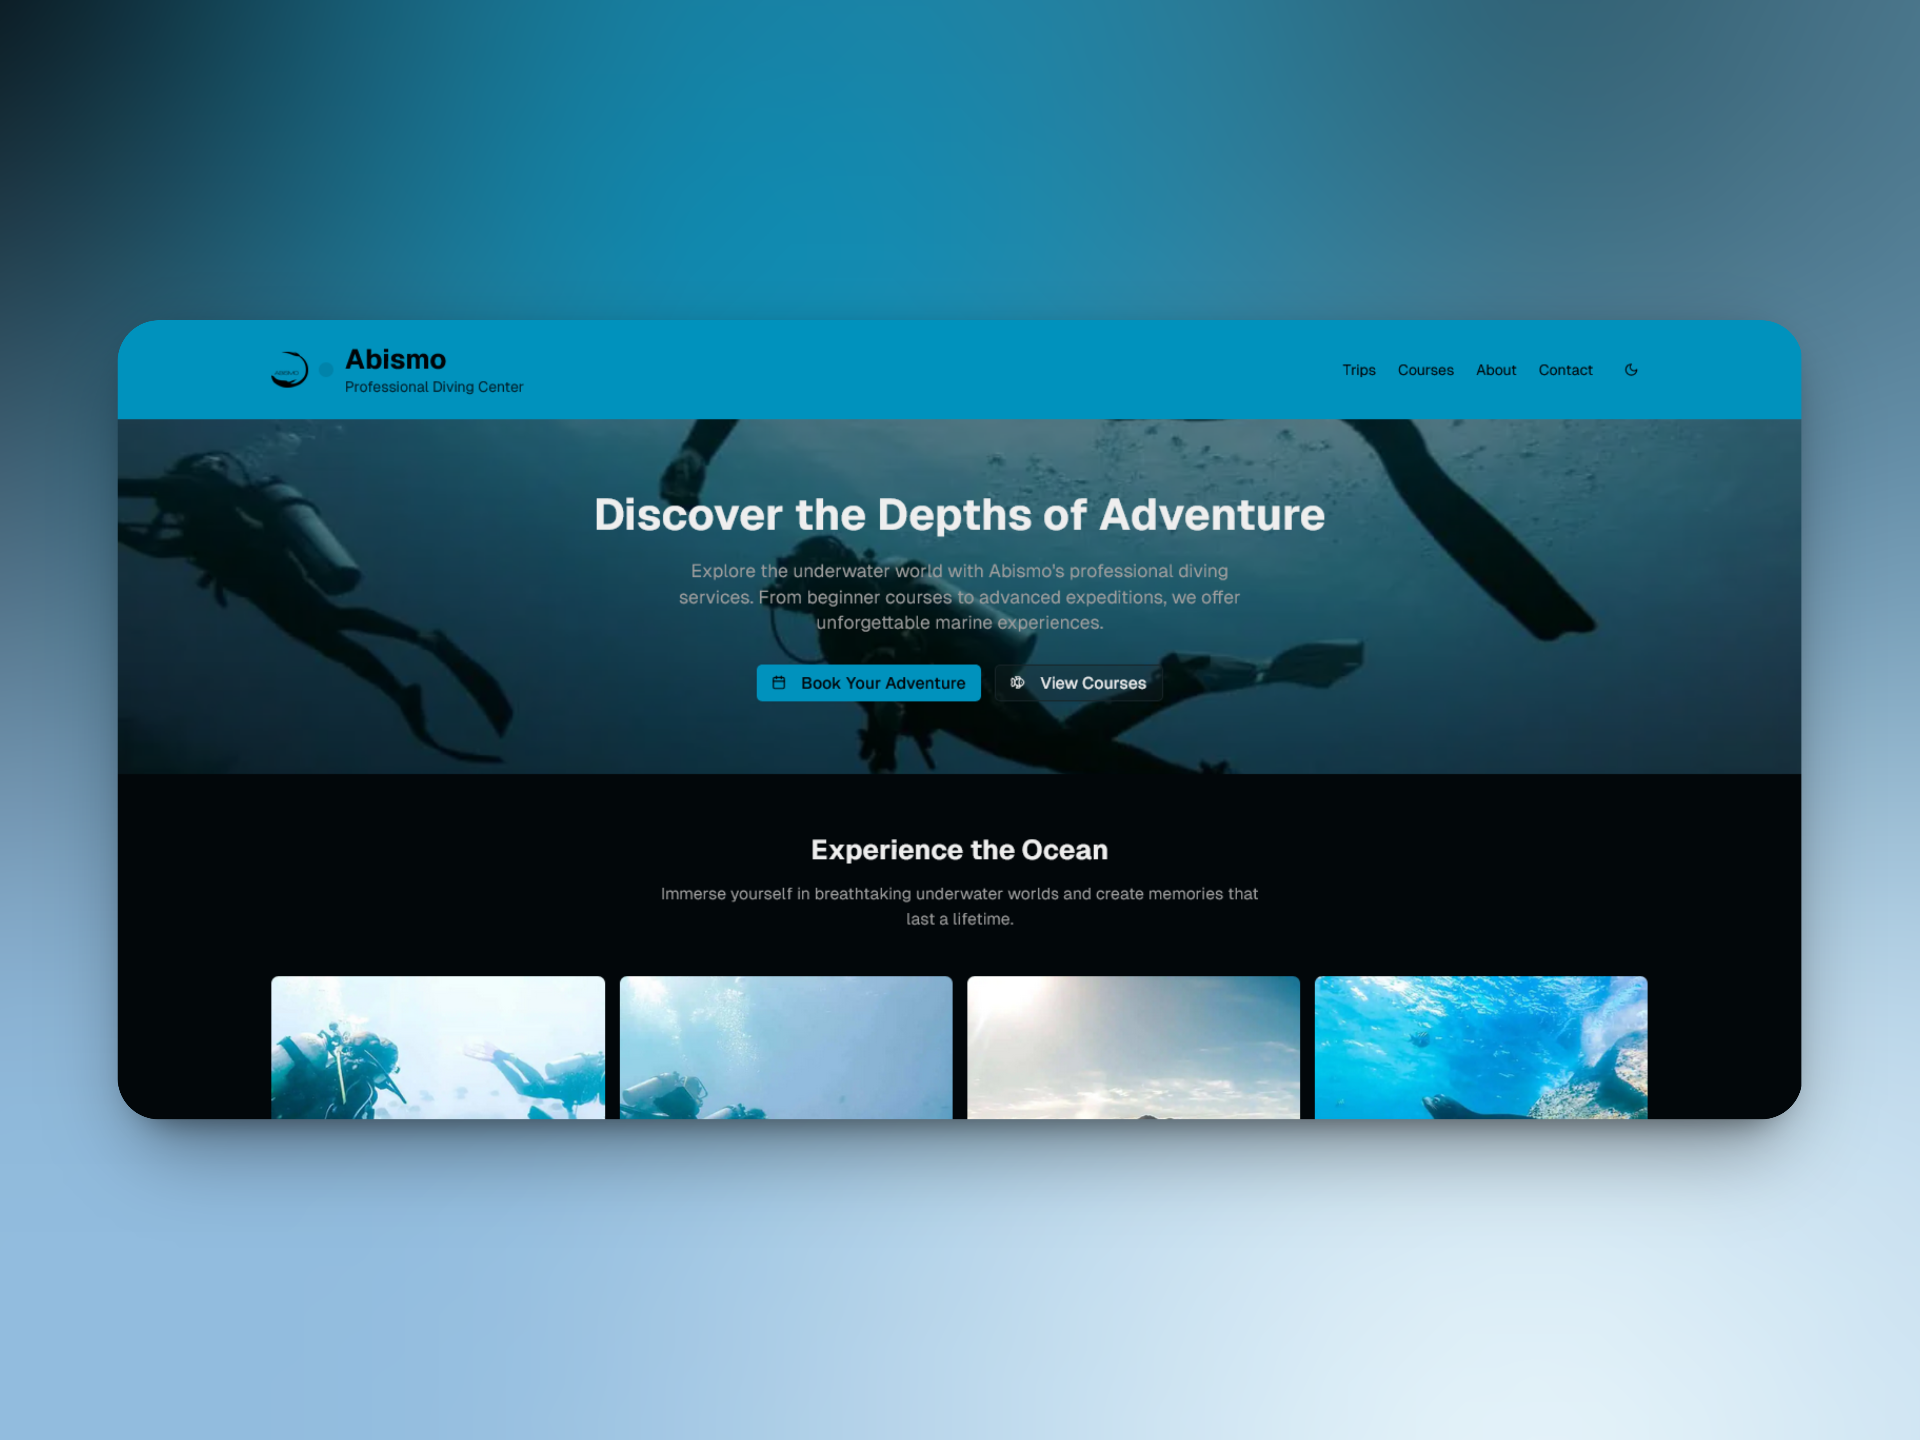 ABISMO
Abismo
Professional Diving Center
Trips Courses About Contact
Discover the Depths of Adventure
Explore the underwater world with Abismo's professional diving
services. From beginner courses to advanced expeditions, we offer
unforgettable marine experiences.
Book Your Adventure View Courses
Experience the Ocean
Immerse yourself in breathtaking underwater worlds and create memories that
last a lifetime.